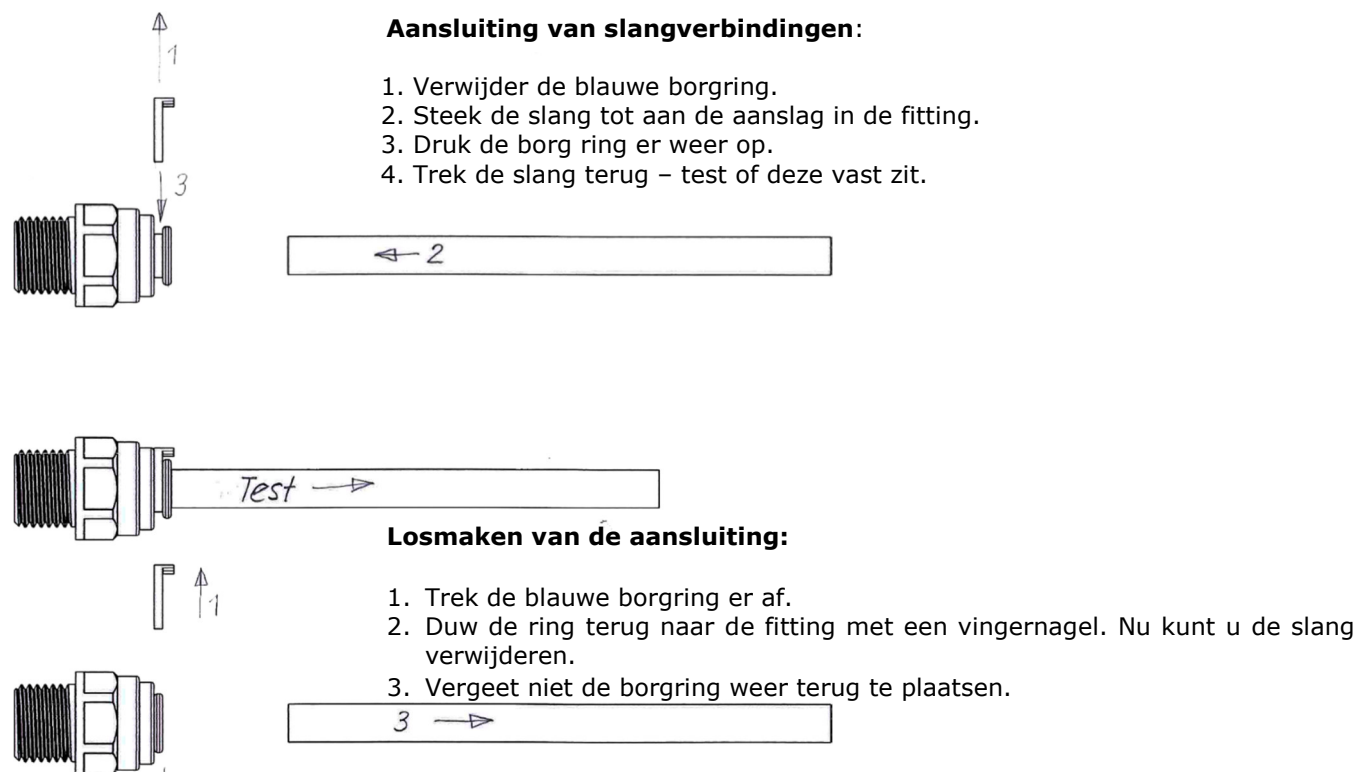 Aansluiting van slangverbindingen:
1
1. Verwijder de blauwe borgring.
2. Steek de slang tot aan de aanslag in de fitting.
3. Druk de borg ring er weer op.
4. Trek de slang terug – test of deze vast zit.
3
2
Test
Losmaken van de aansluiting:
1
1. Trek de blauwe borgring er af.
2. Duw de ring terug naar de fitting met een vingernagel. Nu kunt u de slang
verwijderen.
3. Vergeet niet de borgring weer terug te plaatsen.
3